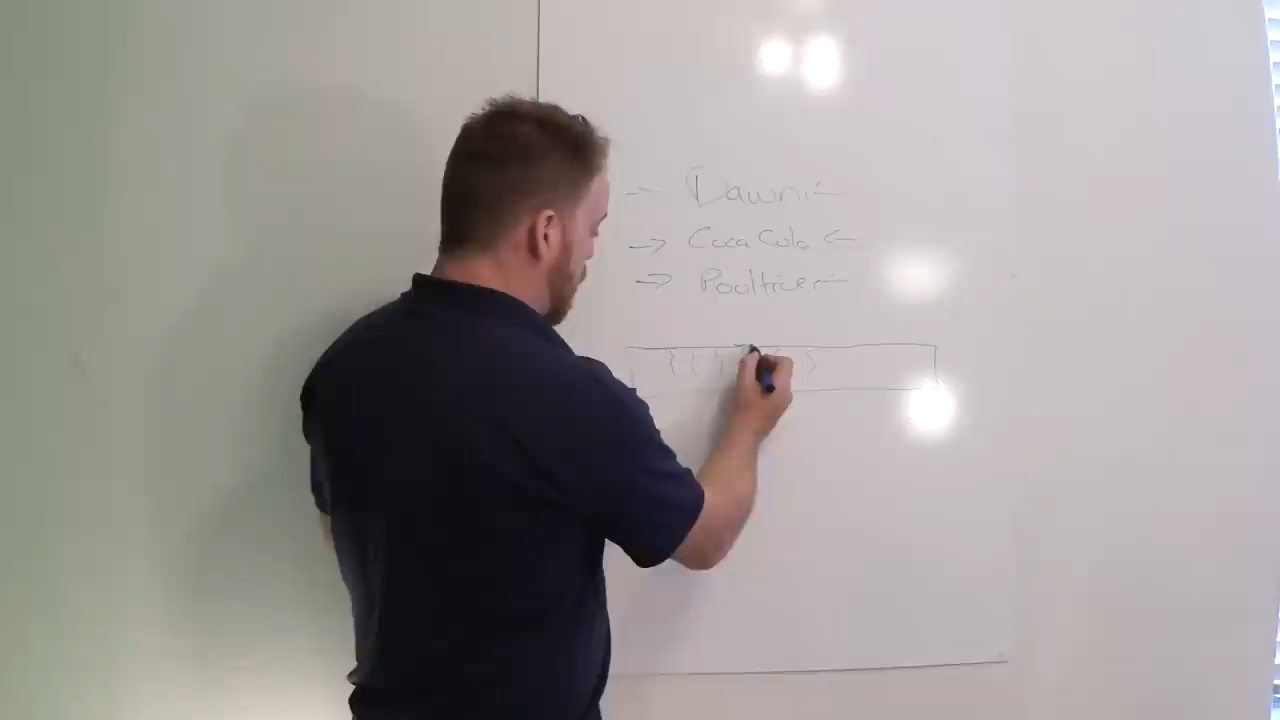 → Dawn ←
→ Coca Cola ←
→ Poultice ←